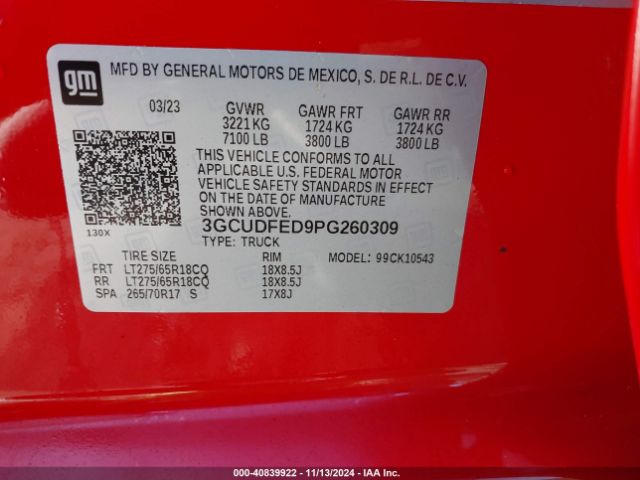 gm
MFD BY GENERAL MOTORS DE MEXICO, S. DE R.L. DE C.V.
03/23 GVWR GAWR FRT GAWR RR
3221 KG 1724 KG 1724 KG
7100 LB 3800 LB 3800 LB
THIS VEHICLE CONFORMS TO ALL
APPLICABLE U.S. FEDERAL MOTOR
VEHICLE SAFETY STANDARDS IN EFFECT
ON THE DATE OF MANUFACTURE
SHOWN ABOVE.
130X
3GCUDFED9PG260309
TYPE: TRUCK
TIRE SIZE RIM MODEL: 99CK10543
FRT LT275/65R18CQ 18X8.5J
RR LT275/65R18CQ 18X8.5J
SPA 265/70R17 S 17X8J
000-40839922 - 11/13/2024 - IAA Inc.